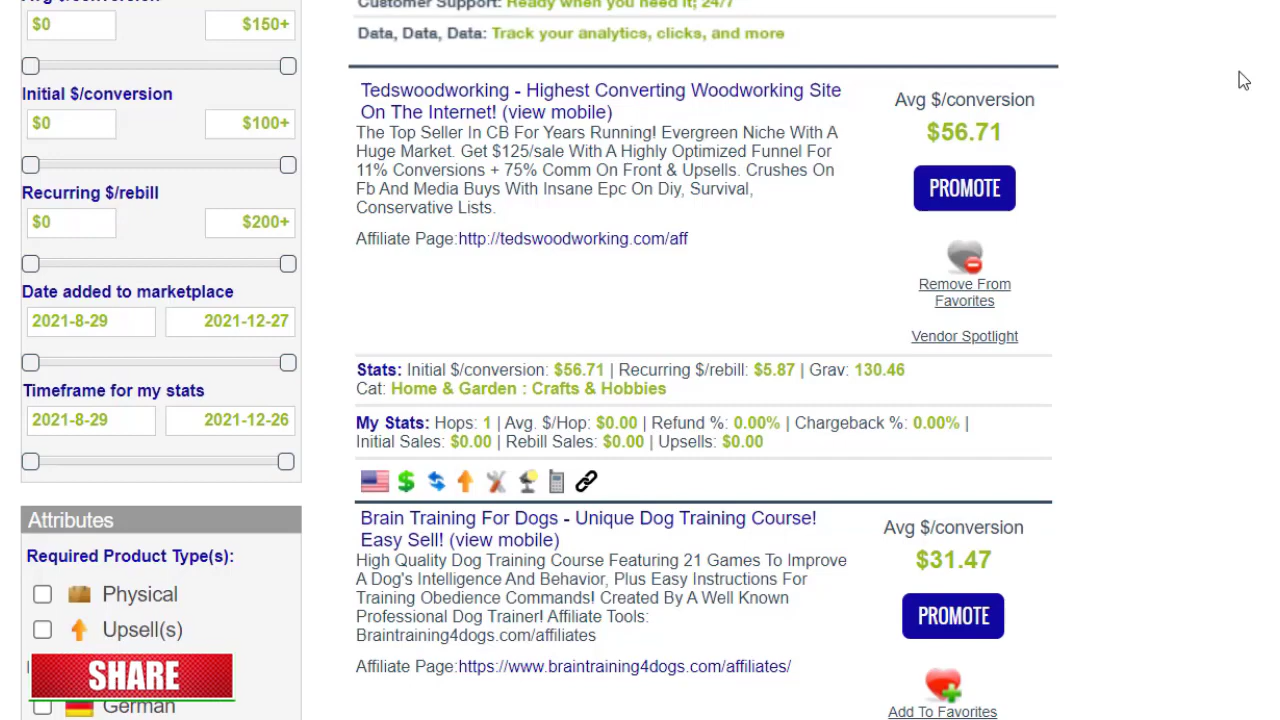 Avg $/conversion
$0
$150+
Initial $/conversion
$0
$100+
Recurring $/rebill
$0
$200+
Date added to marketplace
2021-8-29
2021-12-27
Timeframe for my stats
2021-8-29
2021-12-26
Attributes
Required Product Type(s):
Physical
Upsell(s)
SHARE
German
Customer Support: Ready when you need it; 24/7
Data, Data, Data: Track your analytics, clicks, and more
Tedswoodworking - Highest Converting Woodworking Site
On The Internet! (view mobile)
The Top Seller In CB For Years Running! Evergreen Niche With A
Huge Market. Get $125/sale With A Highly Optimized Funnel For
11% Conversions + 75% Comm On Front & Upsells. Crushes On
Fb And Media Buys With Insane Epc On Diy, Survival,
Conservative Lists.
Affiliate Page:http://tedswoodworking.com/aff
Avg $/conversion
$56.71
PROMOTE
Remove From
Favorites
Vendor Spotlight
Stats: Initial $/conversion: $56.71 | Recurring $/rebill: $5.87 | Grav: 130.46
Cat: Home & Garden : Crafts & Hobbies
My Stats: Hops: 1 | Avg. $/Hop: $0.00 | Refund %: 0.00% | Chargeback %: 0.00% |
Initial Sales: $0.00 | Rebill Sales: $0.00 | Upsells: $0.00
Brain Training For Dogs - Unique Dog Training Course!
Easy Sell! (view mobile)
High Quality Dog Training Course Featuring 21 Games To Improve
A Dog's Intelligence And Behavior, Plus Easy Instructions For
Training Obedience Commands! Created By A Well Known
Professional Dog Trainer! Affiliate Tools:
Braintraining4dogs.com/affiliates
Affiliate Page:https://www.braintraining4dogs.com/affiliates/
Avg $/conversion
$31.47
PROMOTE
Add To Favorites